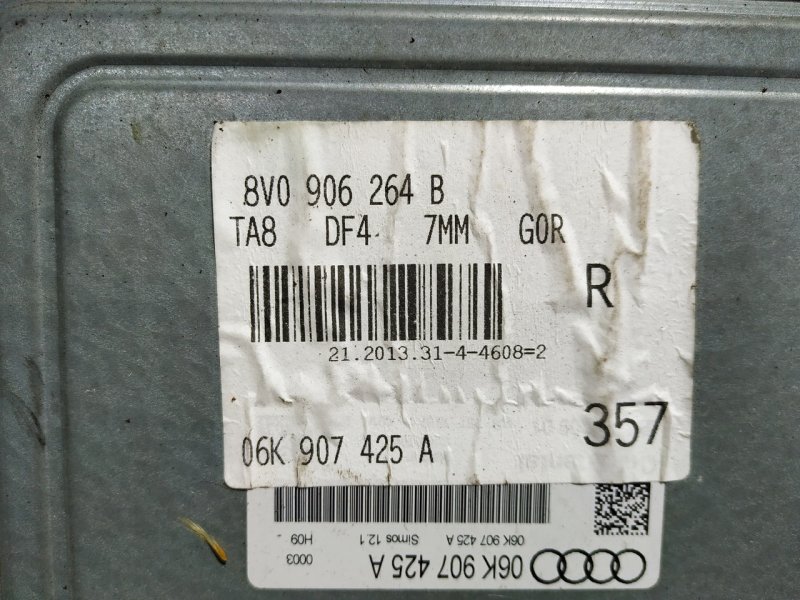 8V0 906 264 B
TA8 DF4 7MM G0R
R
21.2013.31-4-4608=2
357
06K 907 425 A
06K 907 425 A
Simos 12.1
H09 -
0003
06K 907 425 A